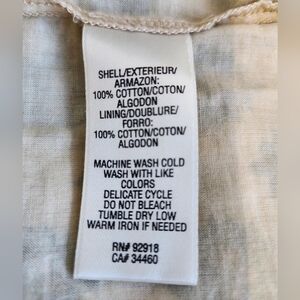 SHELL/EXTERIEUR/
ARMAZON:
100% COTTON/COTON/
ALGODON
LINING/DOUBLURE/
FORRO:
100% COTTON/COTON/
ALGODON
MACHINE WASH COLD
WASH WITH LIKE
COLORS
DELICATE CYCLE
DO NOT BLEACH
TUMBLE DRY LOW
WARM IRON IF NEEDED
RN# 92918
CA# 34460